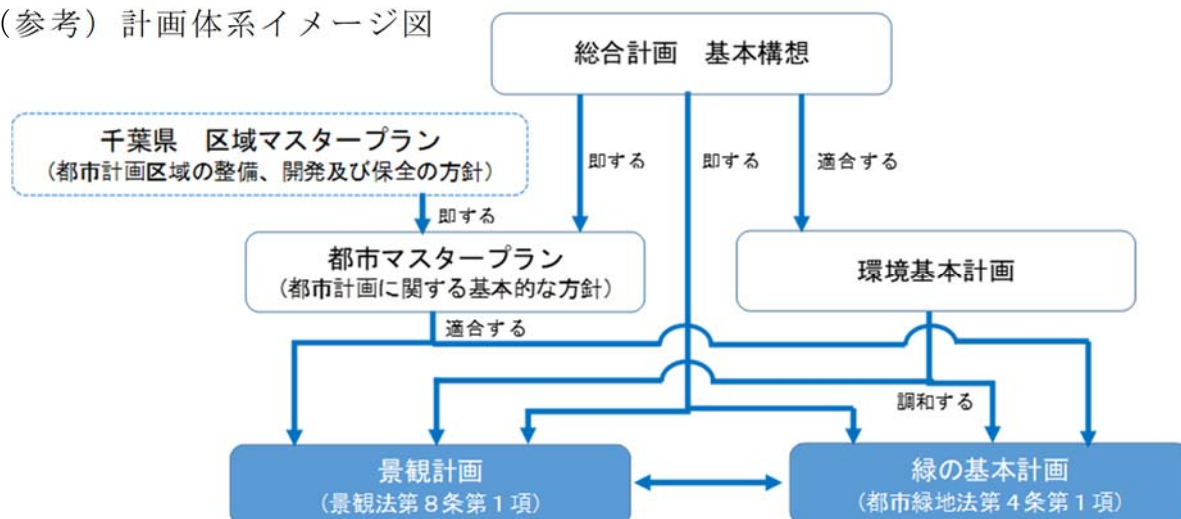 (参考）計画体系イメージ図
総合計画　基本構想
千葉県　区域マスタープラン
（都市計画区域の整備、開発及び保全の方針）
即する
即する
適合する
即する
都市マスタープラン
（都市計画に関する基本的な方針）
環境基本計画
適合する
調和する
景観計画
（景観法第８条第１項）
緑の基本計画
（都市緑地法第４条第１項）